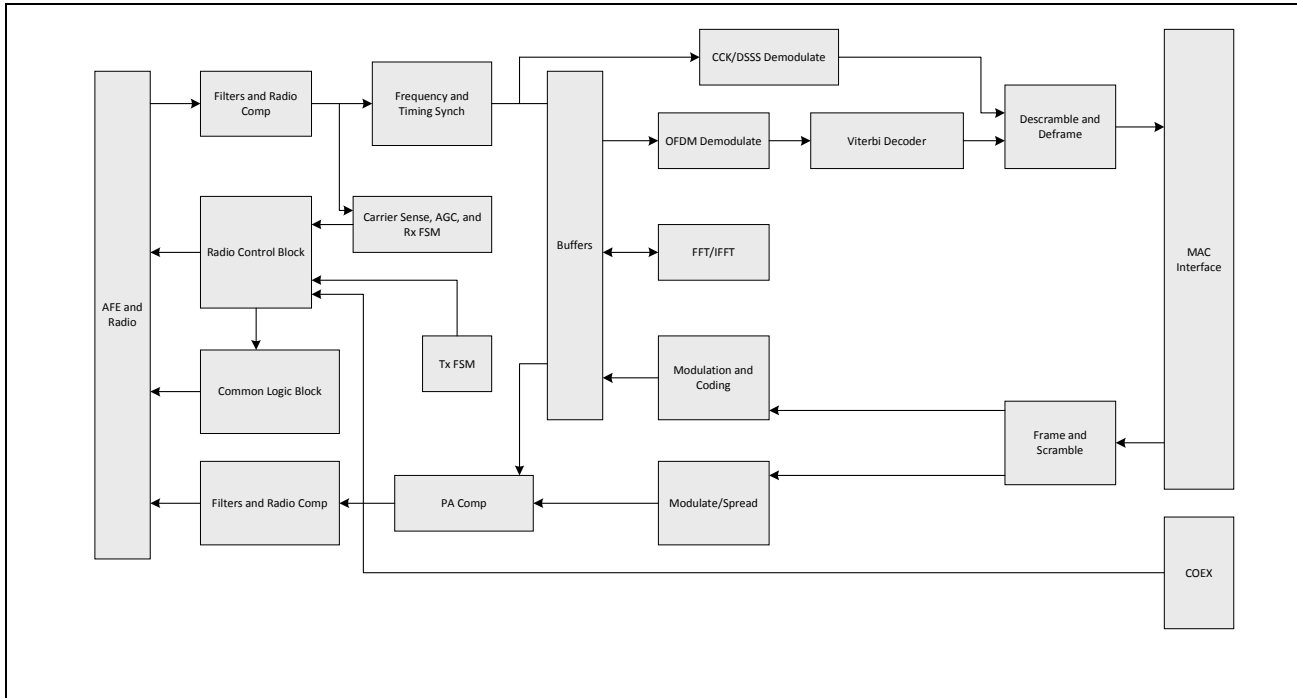 CCK/DSSS Demodulate
Filters and Radio
Comp
Frequency and
Timing Synch
Descramble and
Deframe
OFDM Demodulate
Viterbi Decoder
Carrier Sense, AGC, and
Rx FSM
Radio Control Block
Buffers
FFT/IFFT
MAC
Interface
AFE and
Radio
Tx FSM
Modulation and
Coding
Common Logic Block
Frame and
Scramble
Filters and Radio Comp
PA Comp
Modulate/Spread
COEX